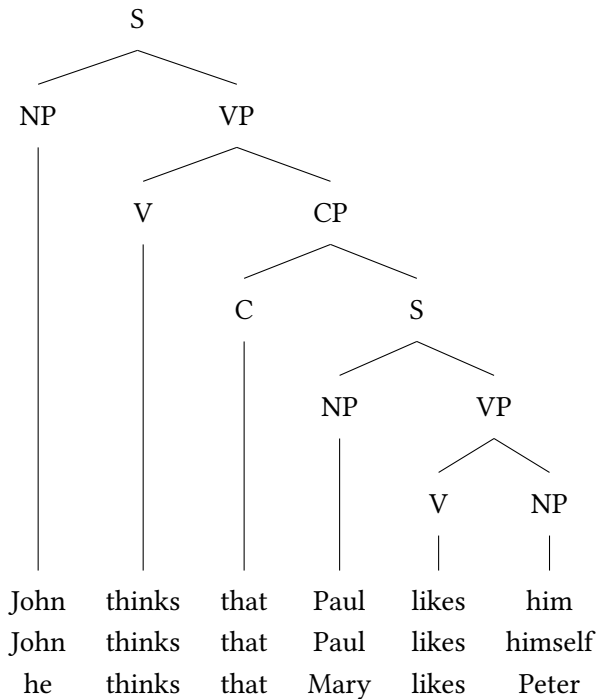 S
NP VP
V CP
C S
NP VP
V NP
John thinks that Paul likes him
John thinks that Paul likes himself
he thinks that Mary likes Peter